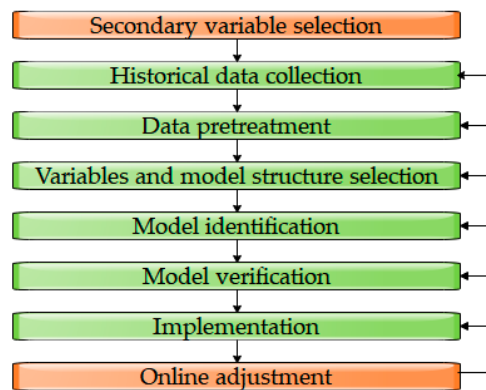 Secondary variable selection
Historical data collection
Data pretreatment
Variables and model structure selection
Model identification
Model verification
Implementation
Online adjustment